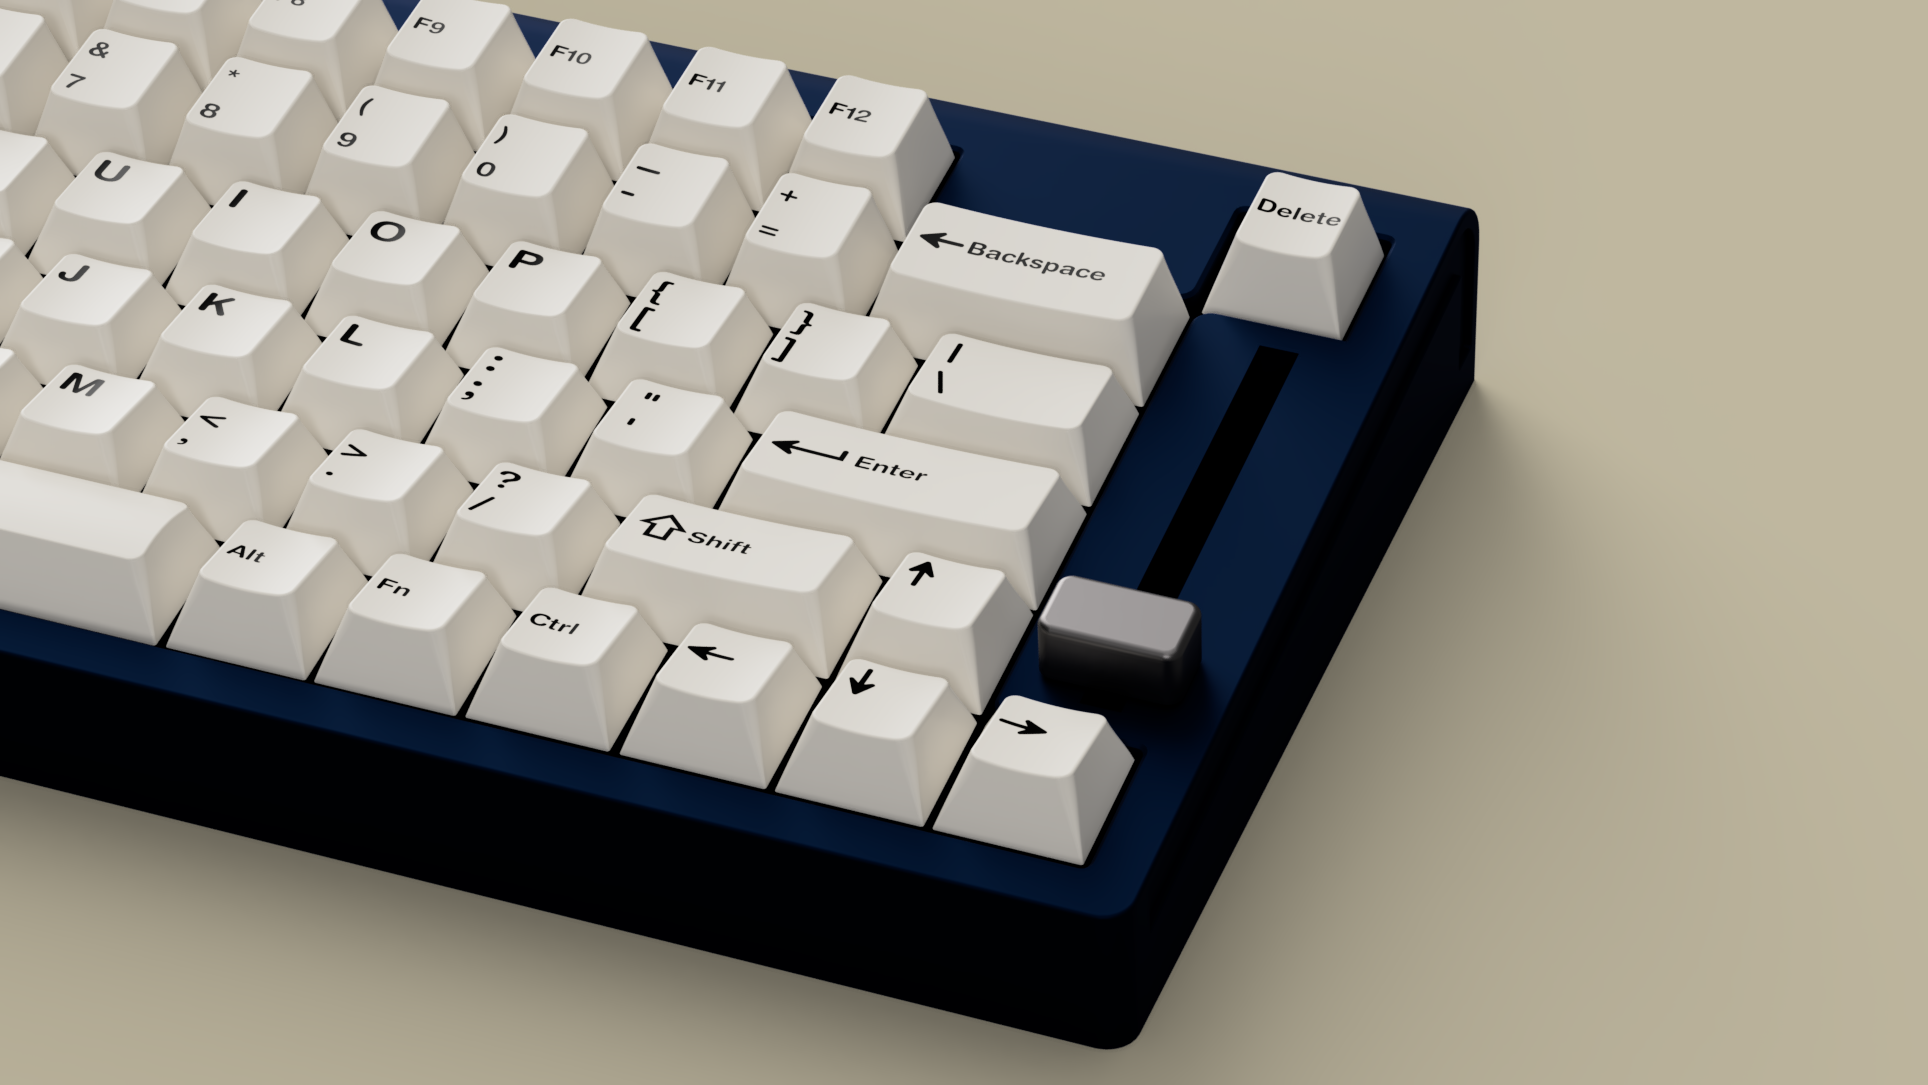 F9 F10 F11 F12 Delete
& * ( ) — +
7 8 9 0 - =
← Backspace
U I O P { } |
[ ] \
J K L : "
; '
← Enter
M < > ?
, . /
⇧ Shift ↑
Alt Fn Ctrl ← ↓ →